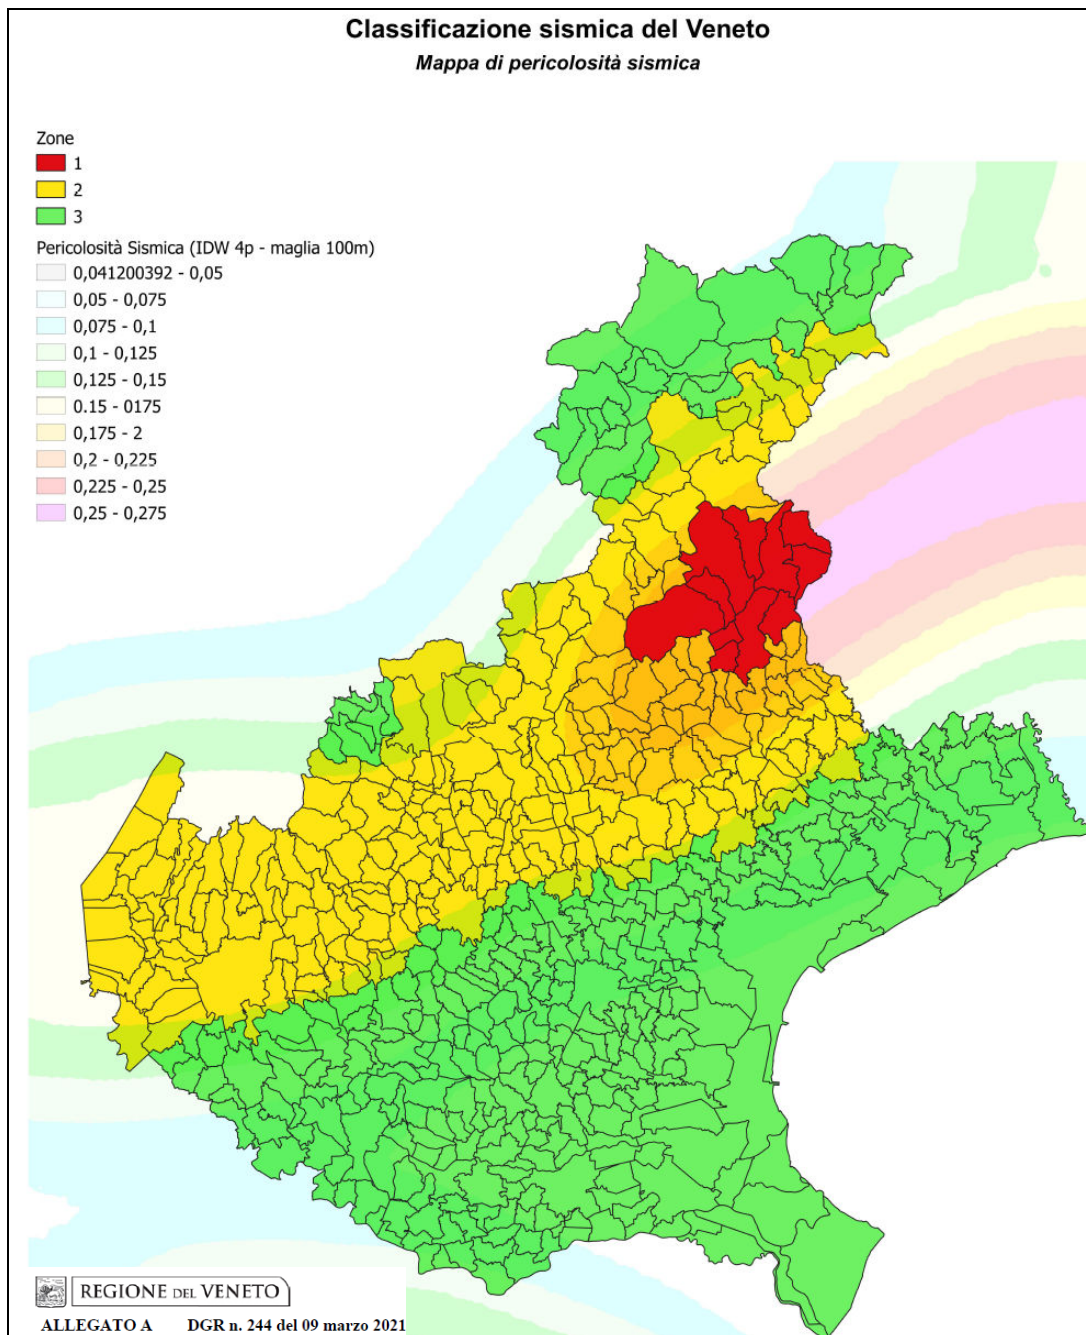 Classificazione sismica del Veneto
Mappa di pericolosità sismica
Zone
1
2
3
Pericolosità Sismica (IDW 4p - maglia 100m)
0,041200392 - 0,05
0,05 - 0,075
0,075 - 0,1
0,1 - 0,125
0,125 - 0,15
0.15 - 0175
0,175 - 2
0,2 - 0,225
0,225 - 0,25
0,25 - 0,275
REGIONE DEL VENETO
ALLEGATO A DGR n. 244 del 09 marzo 2021